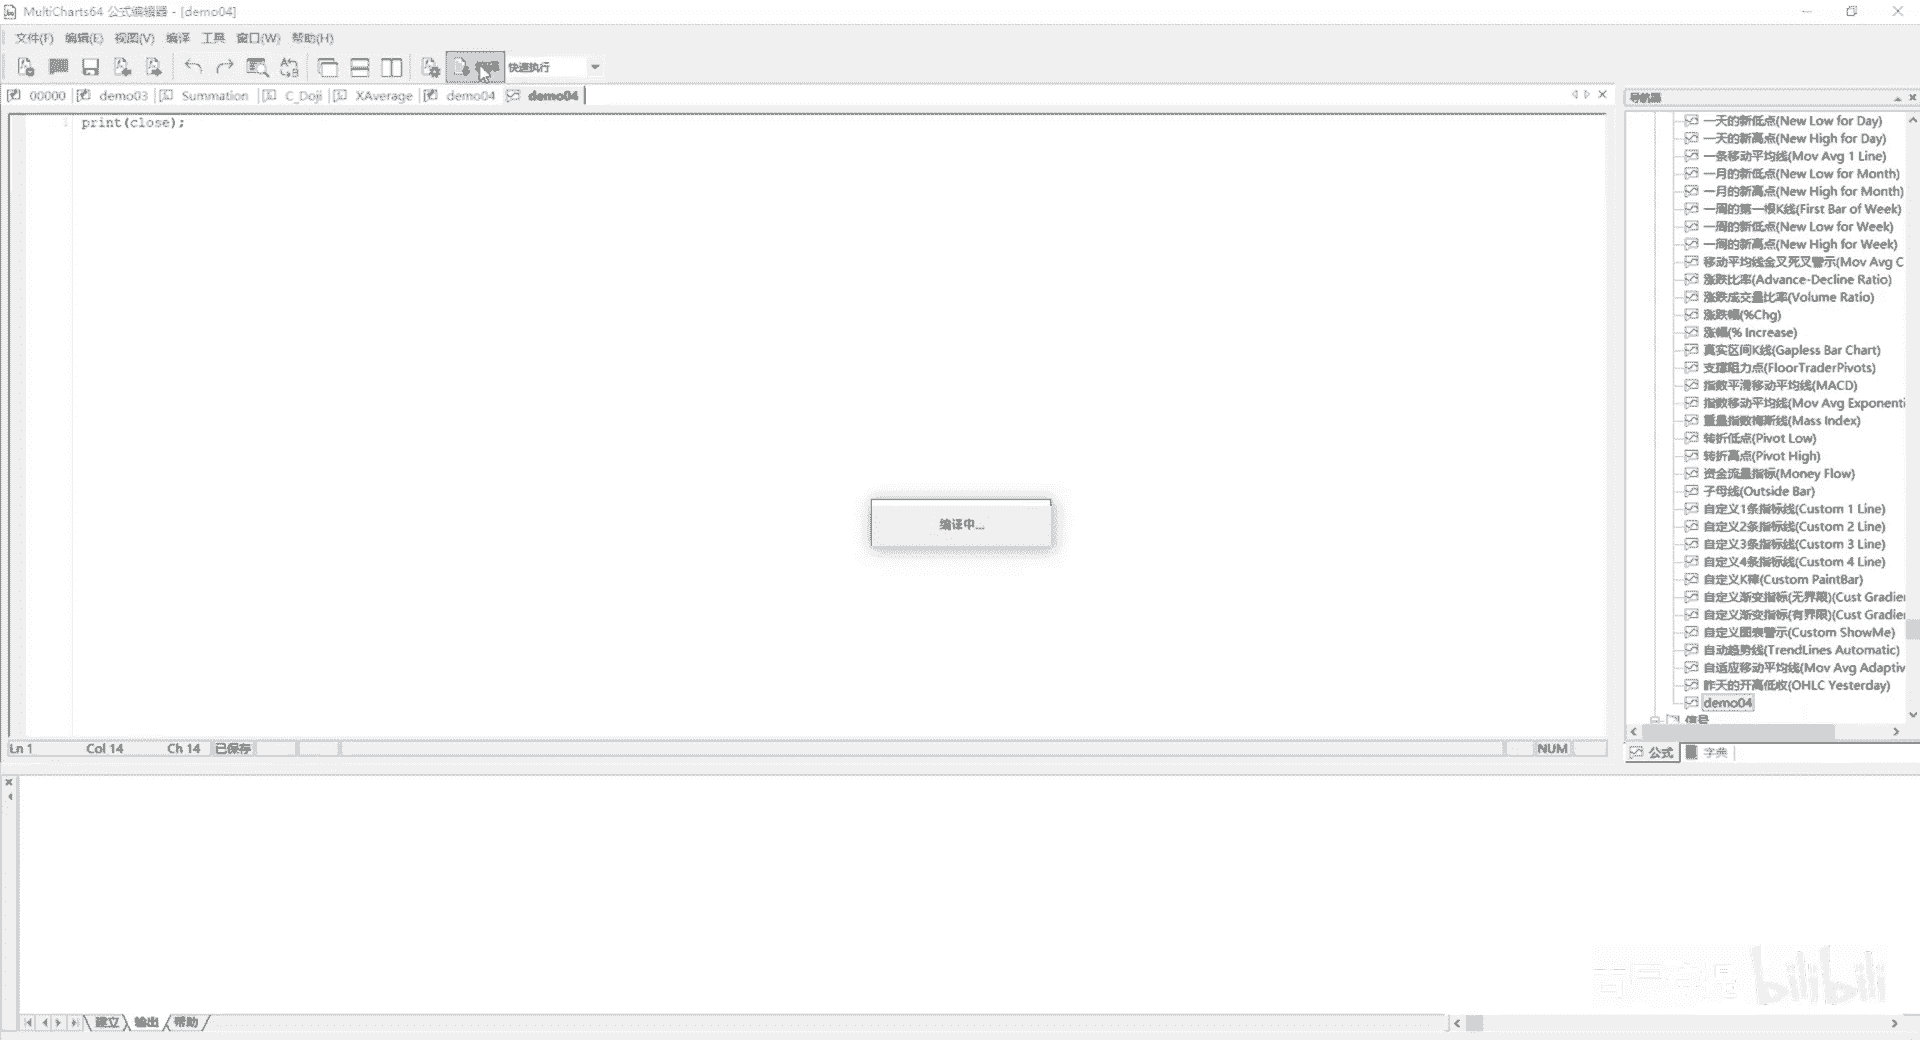 MultiCharts64 公式编辑器 - [demo04]
文件(F) 编辑(E) 视图(V) 编译 工具 窗口(W) 帮助(H)
编译 快速执行
00000 demo03 Summation C_Doji XAverage demo04 demo04
导航器
1 print(close);
一天的新低点(New Low for Day)
一天的新高点(New High for Day)
一条移动平均线(Mov Avg 1 Line)
一月的新低点(New Low for Month)
一月的新高点(New High for Month)
一周的第一根K线(First Bar of Week)
一周的新低点(New Low for Week)
一周的新高点(New High for Week)
移动平均线金叉死叉警示(Mov Avg C
涨跌比率(Advance-Decline Ratio)
涨跌成交量比率(Volume Ratio)
涨跌幅(%Chg)
涨幅(% Increase)
真实区间K线(Gapless Bar Chart)
支撑阻力点(FloorTraderPivots)
指数平滑移动平均线(MACD)
指数移动平均线(Mov Avg Exponenti
重量指数梅斯线(Mass Index)
转折低点(Pivot Low)
转折高点(Pivot High)
资金流量指标(Money Flow)
子母线(Outside Bar)
自定义1条指标线(Custom 1 Line)
自定义2条指标线(Custom 2 Line)
自定义3条指标线(Custom 3 Line)
自定义4条指标线(Custom 4 Line)
自定义K棒(Custom PaintBar)
自定义渐变指标(无界限)(Cust Gradie
自定义渐变指标(有界限)(Cust Gradie
自定义图表警示(Custom ShowMe)
自动趋势线(TrendLines Automatic)
自适应移动平均线(Mov Avg Adaptiv
昨天的开高低收(OHLC Yesterday)
demo04
信号
编译中...
Ln 1 Col 14 Ch 14 已保存 NUM
公式 字典
建立 输出 帮助
bilibili